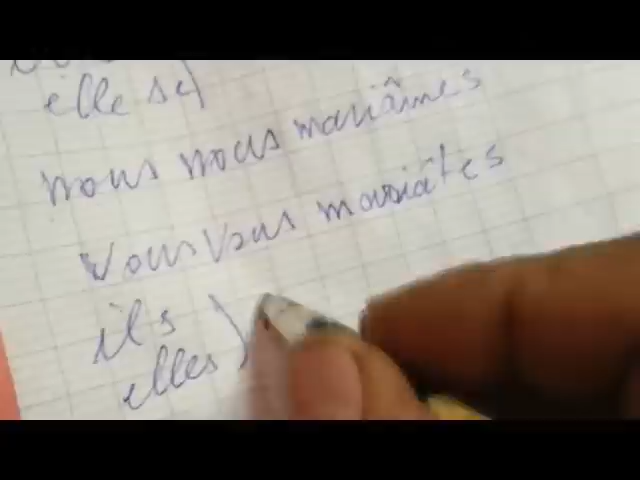 elle se)
nous nous mariâmes
vous vous mariâtes
ils
elles)